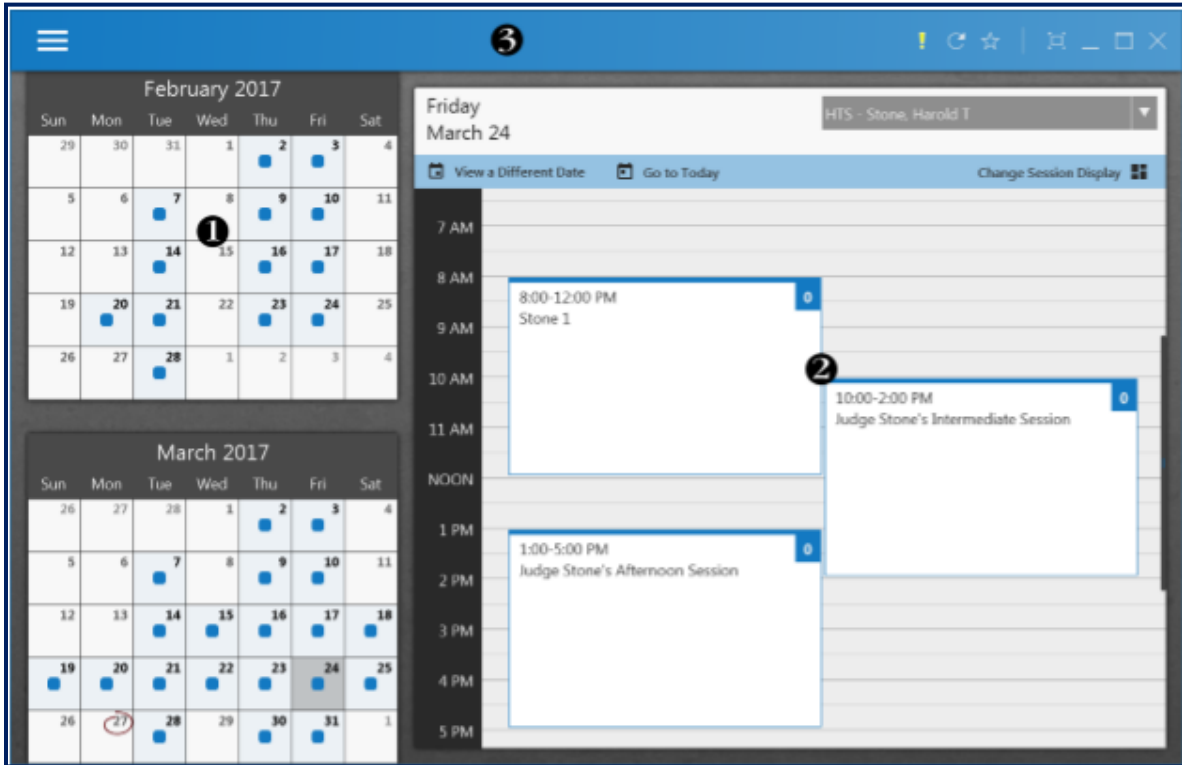 ❸
February 2017
Sun Mon Tue Wed Thu Fri Sat
29 30 31 1 2 3 4
5 6 7 8 9 10 11
❶
12 13 14 15 16 17 18
19 20 21 22 23 24 25
26 27 28 1 2 3 4
March 2017
Sun Mon Tue Wed Thu Fri Sat
26 27 28 1 2 3 4
5 6 7 8 9 10 11
12 13 14 15 16 17 18
19 20 21 22 23 24 25
26 27 28 29 30 31 1
Friday
March 24
HTS - Stone, Harold T
View a Different Date Go to Today Change Session Display
7 AM
8 AM
8:00-12:00 PM 0
Stone 1
9 AM
❷
10 AM
10:00-2:00 PM 0
Judge Stone's Intermediate Session
11 AM
NOON
1 PM
1:00-5:00 PM 0
Judge Stone's Afternoon Session
2 PM
3 PM
4 PM
5 PM